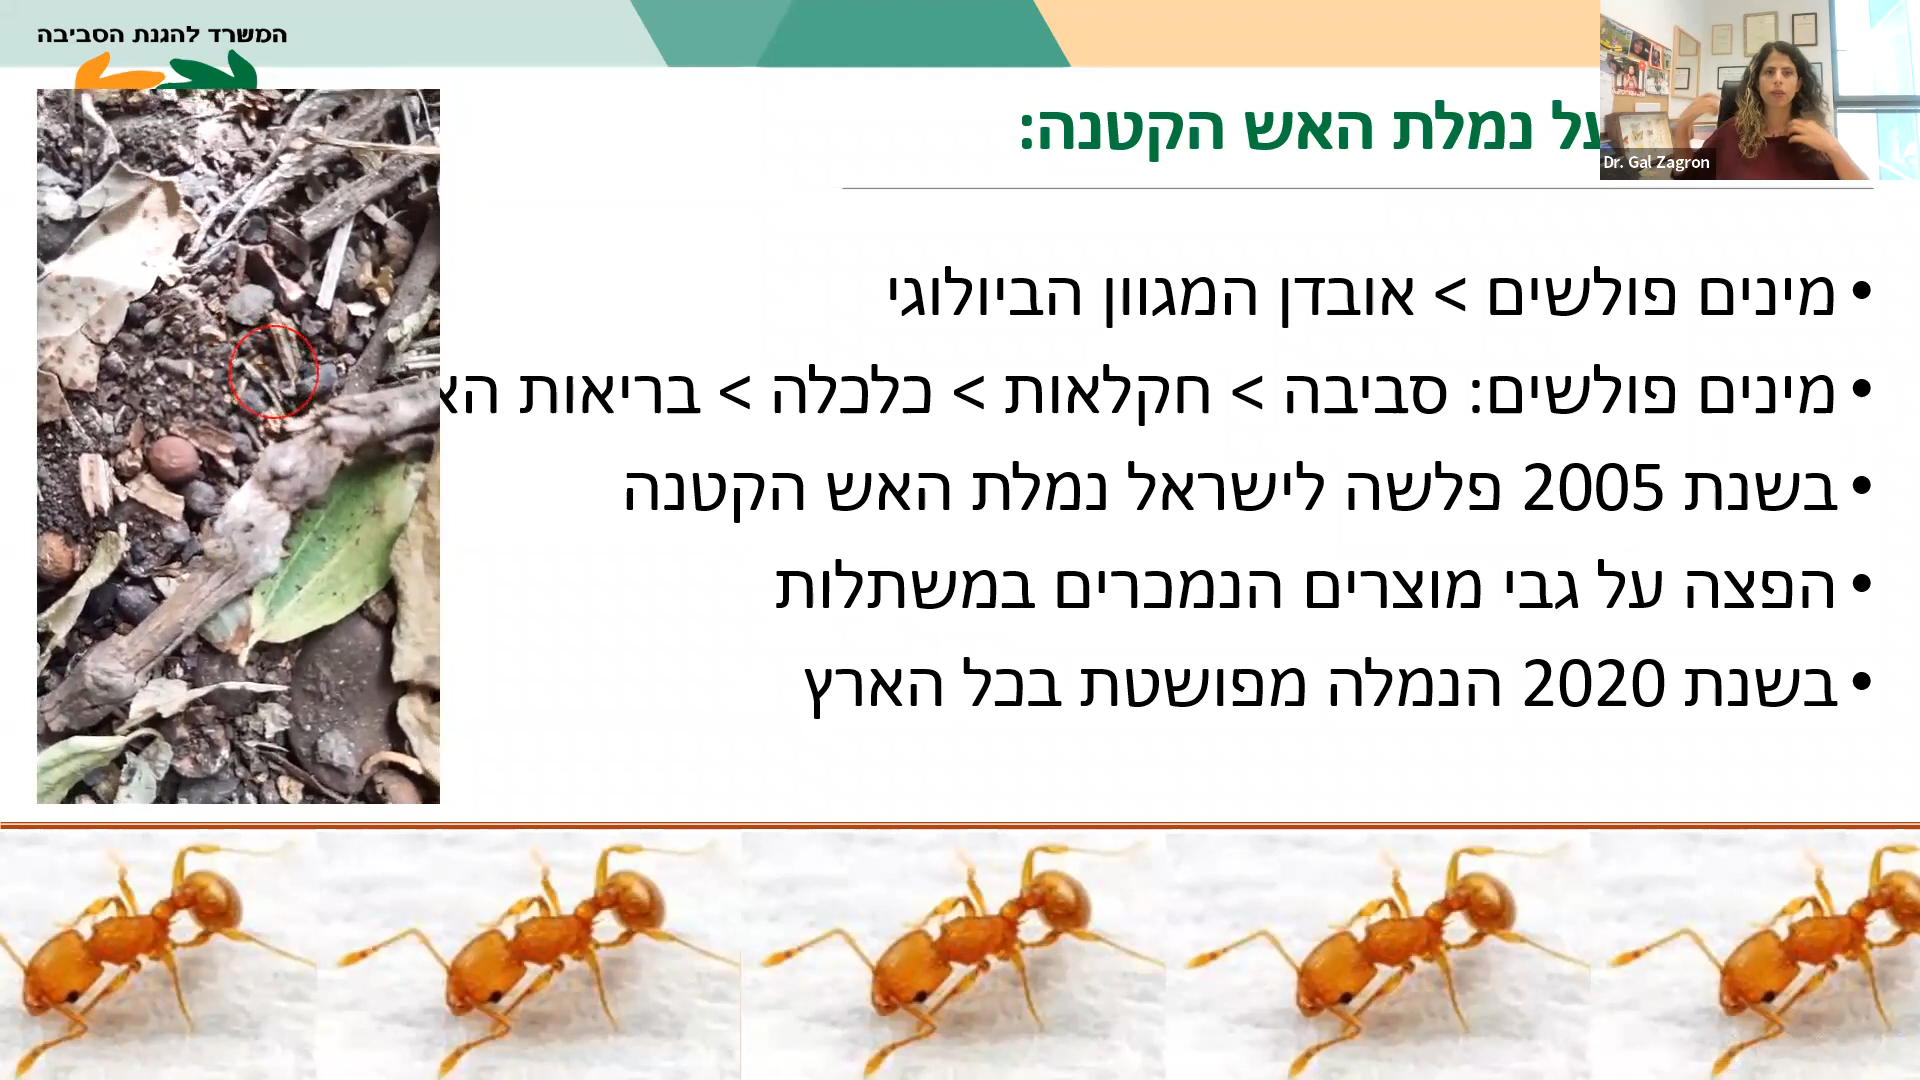 המשרד להגנת הסביבה
על נמלת האש הקטנה:
Dr. Gal Zagron
• מינים פולשים > אובדן המגוון הביולוגי
• מינים פולשים: סביבה > חקלאות > כלכלה > בריאות
• בשנת 2005 פלשה לישראל נמלת האש הקטנה
• הפצה על גבי מוצרים הנמכרים במשתלות
• בשנת 2020 הנמלה מפושטת בכל הארץ